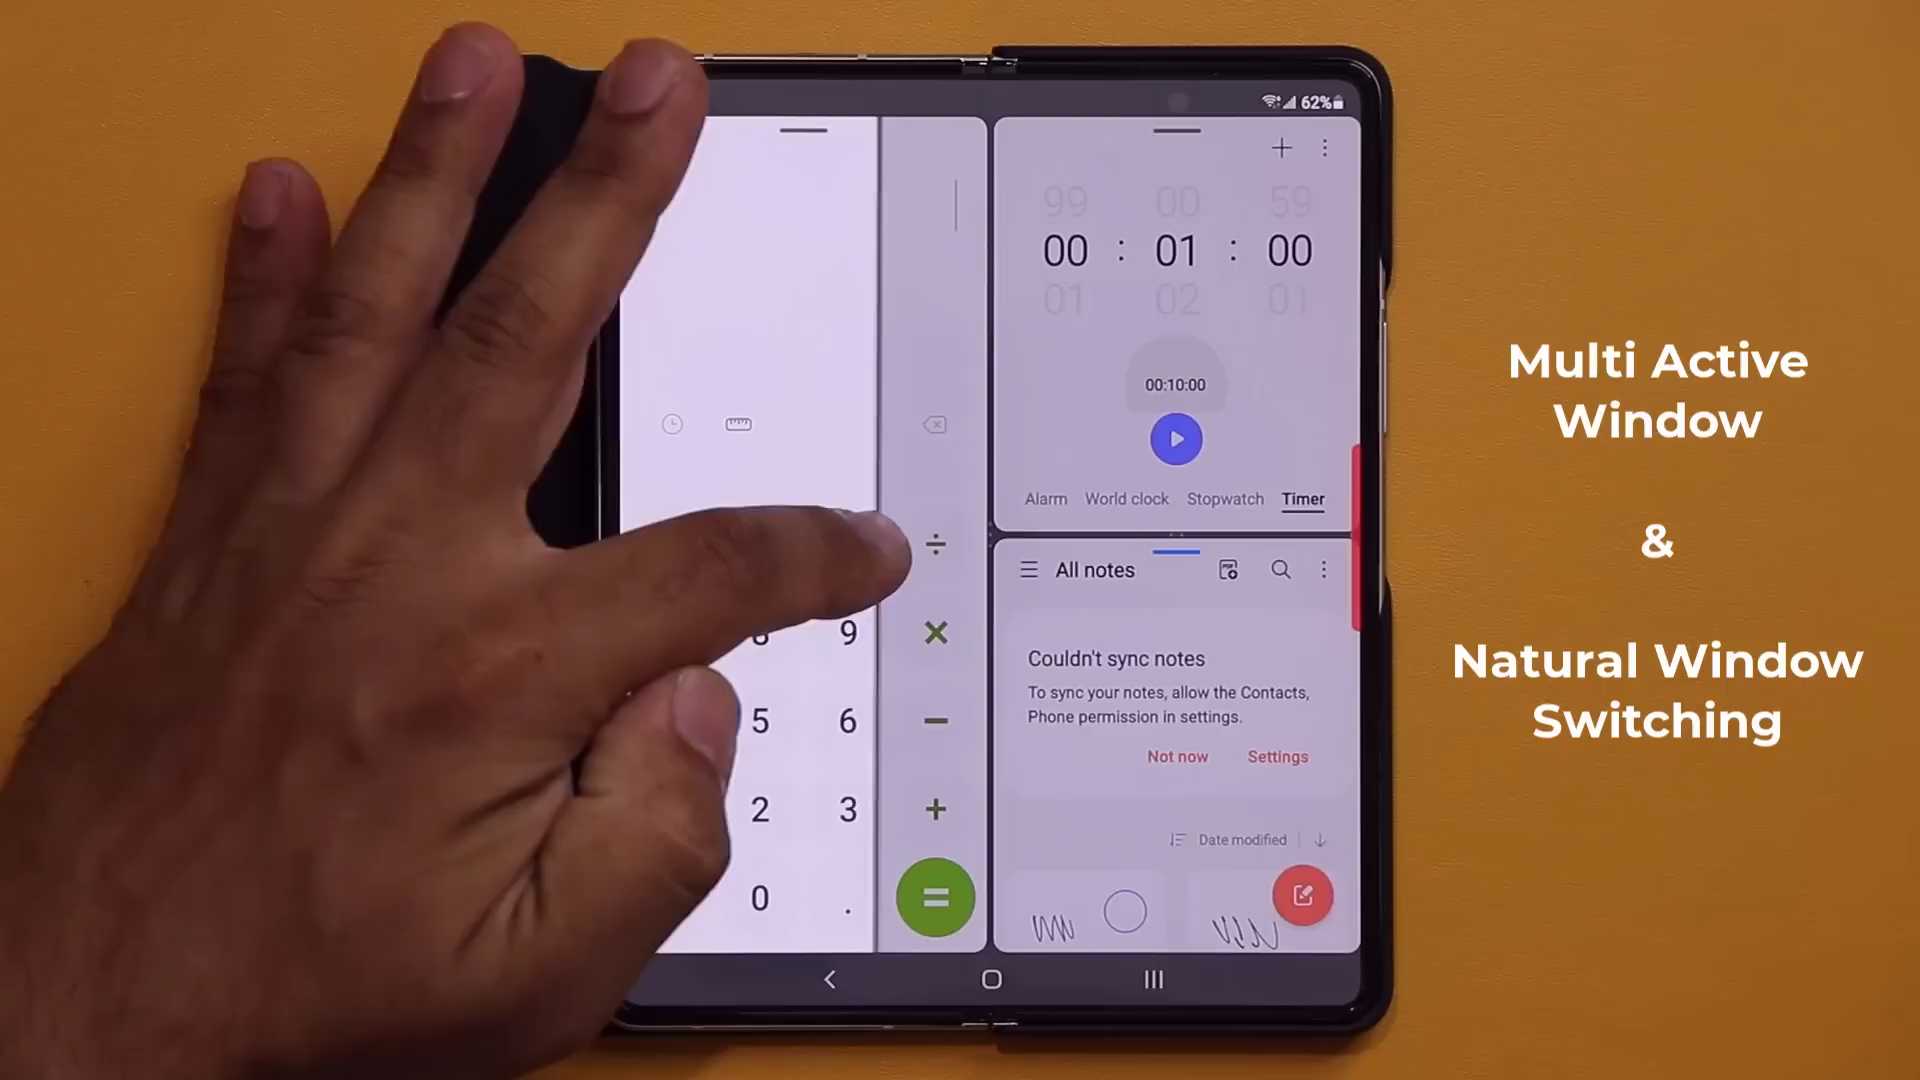 62%
99 00 59
00 : 01 : 00
01 02 01
00:10:00
Alarm World clock Stopwatch Timer
÷
9 ×
5 6 −
2 3 +
0 . =
All notes
PDF
Couldn't sync notes
To sync your notes, allow the Contacts,
Phone permission in settings.
Not now Settings
Date modified
Multi Active
Window
&
Natural Window
Switching